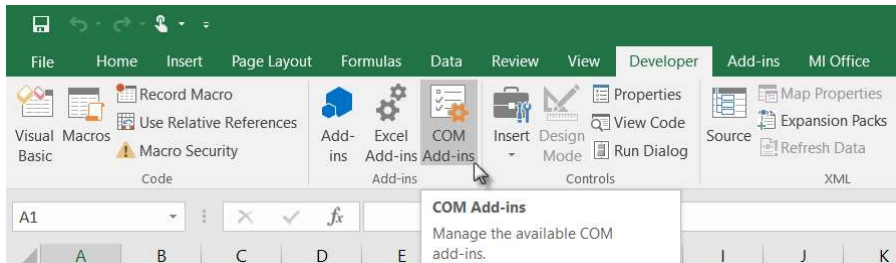 File Home Insert Page Layout Formulas Data Review View Developer Add-ins MI Office
Record Macro
Use Relative References
Macro Security
Visual Basic
Macros
Code
Add-ins
Excel Add-ins
COM Add-ins
Add-ins
Insert
Design Mode
Properties
View Code
Run Dialog
Controls
Source
Map Properties
Expansion Packs
Refresh Data
XML
A1 fx
COM Add-ins
Manage the available COM
add-ins.
A B C D E I J K